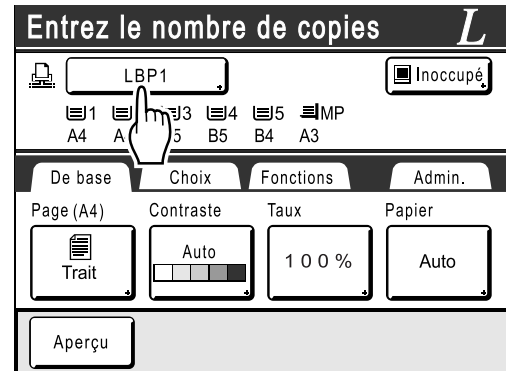 Entrez le nombre de copies L
LBP1 Inoccupé
1 3 4 5 MP
A4 A 5 B5 B4 A3
De base Choix Fonctions Admin.
Page (A4) Contraste Taux Papier
Trait Auto 100% Auto
Aperçu